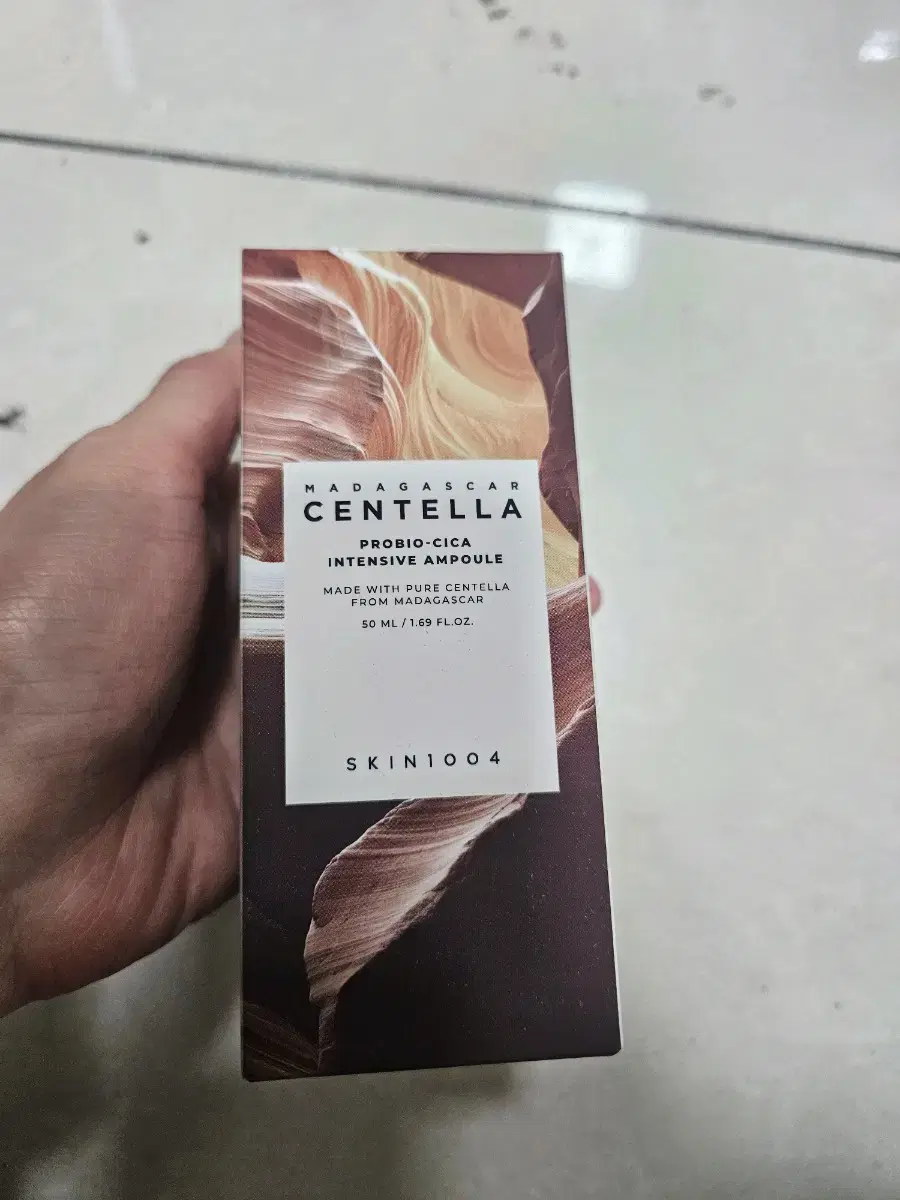 MADAGASCAR
CENTELLA
PROBIO-CICA
INTENSIVE AMPOULE
MADE WITH PURE CENTELLA
FROM MADAGASCAR
50 ML / 1.69 FL.OZ.
SKIN1004